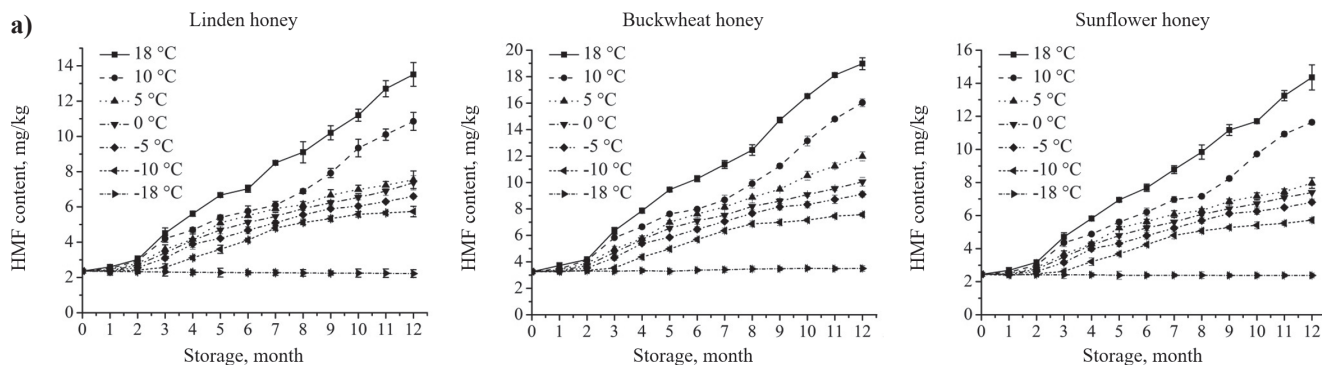 a)
Linden honey
18 °C
10 °C
5 °C
0 °C
-5 °C
-10 °C
-18 °C
HMF content, mg/kg
14
12
10
8
6
4
2
0
0 1 2 3 4 5 6 7 8 9 10 11 12
Storage, month
Buckwheat honey
18 °C
10 °C
5 °C
0 °C
-5 °C
-10 °C
-18 °C
HMF content, mg/kg
20
18
16
14
12
10
8
6
4
2
0
0 1 2 3 4 5 6 7 8 9 10 11 12
Storage, month
Sunflower honey
18 °C
10 °C
5 °C
0 °C
-5 °C
-10 °C
-18 °C
HMF content, mg/kg
16
14
12
10
8
6
4
2
0
0 1 2 3 4 5 6 7 8 9 10 11 12
Storage, month